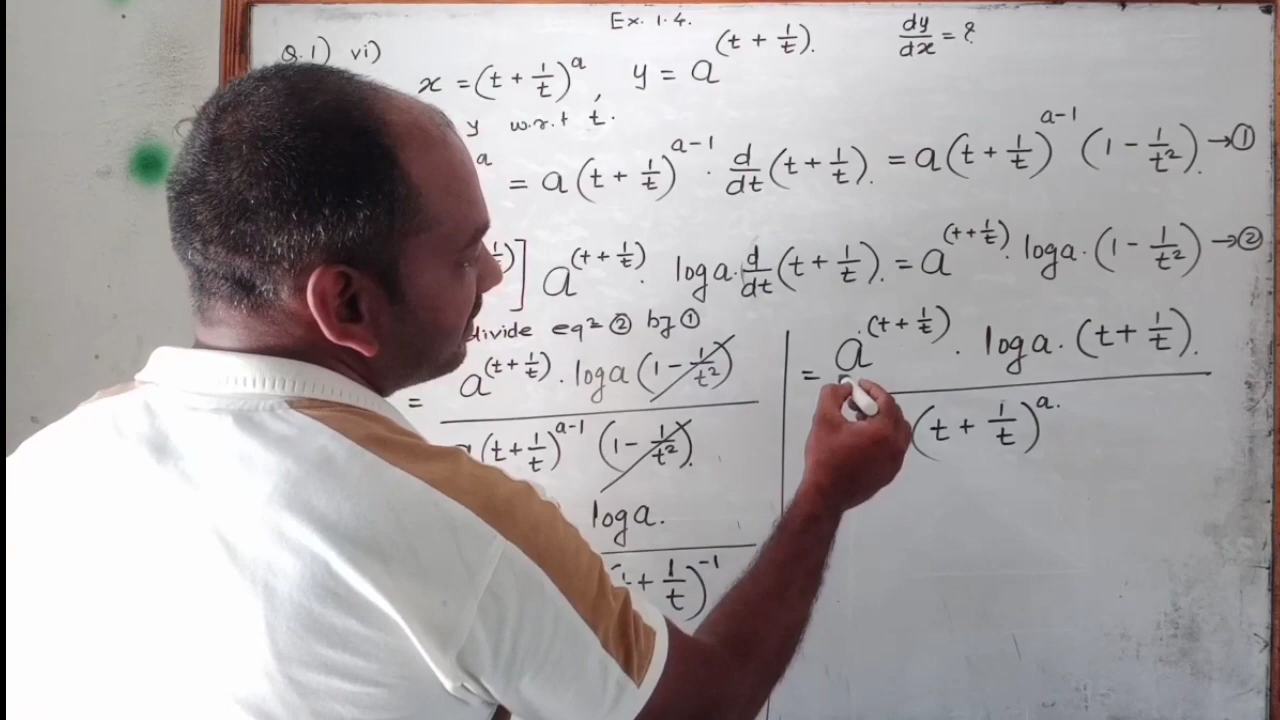 Ex. 1.4.
Q.1) vi) x = (t + 1/t)^a , y = a^(t + 1/t). dy/dx = ?
y w.r.t t.
a = a (t + 1/t)^a-1 . d/dt (t + 1/t). = a (t + 1/t)^a-1 (1 - 1/t²). → ①
1/t) ] a^(t + 1/t). log a. d/dt (t + 1/t). = a^(t + 1/t). log a. (1 - 1/t²) → ②
divide eqⁿ ② by ①
= a^(t + 1/t) . log a (1 - 1/t²)
a (t + 1/t)^a-1 (1 - 1/t²).
log a.
(t + 1/t)^-1
= a^(t + 1/t) . log a. (t + 1/t).
(t + 1/t)^a.